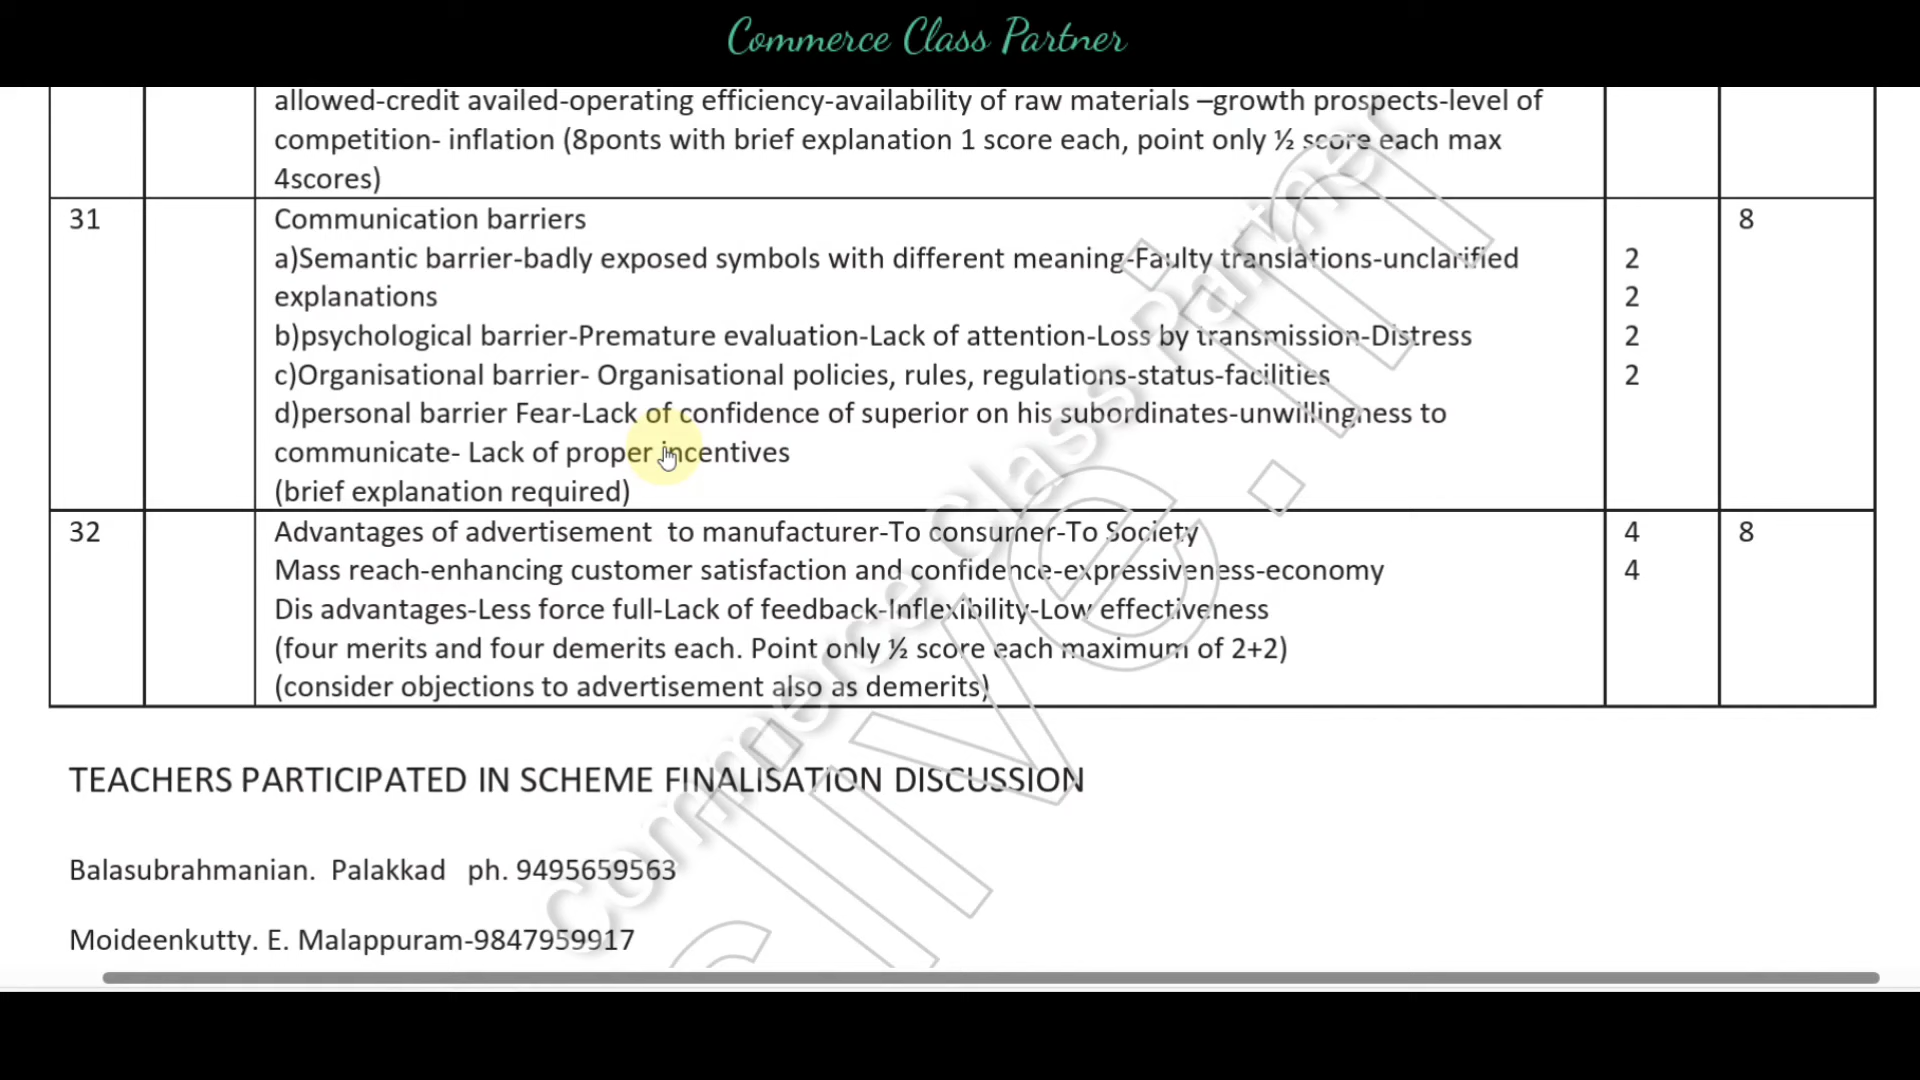 Commerce Class Partner
allowed-credit availed-operating efficiency-availability of raw materials –growth prospects-level of
competition- inflation (8ponts with brief explanation 1 score each, point only ½ score each max
4scores)
31 Communication barriers 8
a)Semantic barrier-badly exposed symbols with different meaning-Faulty translations-unclarified 2
explanations 2
b)psychological barrier-Premature evaluation-Lack of attention-Loss by transmission-Distress 2
c)Organisational barrier- Organisational policies, rules, regulations-status-facilities 2
d)personal barrier Fear-Lack of confidence of superior on his subordinates-unwillingness to
communicate- Lack of proper incentives
(brief explanation required)
32 Advantages of advertisement to manufacturer-To consumer-To Society 4 8
Mass reach-enhancing customer satisfaction and confidence-expressiveness-economy 4
Dis advantages-Less force full-Lack of feedback-Inflexibility-Low effectiveness
(four merits and four demerits each. Point only ½ score each maximum of 2+2)
(consider objections to advertisement also as demerits)
TEACHERS PARTICIPATED IN SCHEME FINALISATION DISCUSSION
Balasubrahmanian. Palakkad ph. 9495659563
Moideenkutty. E. Malappuram-9847959917
Commerce Class Partner